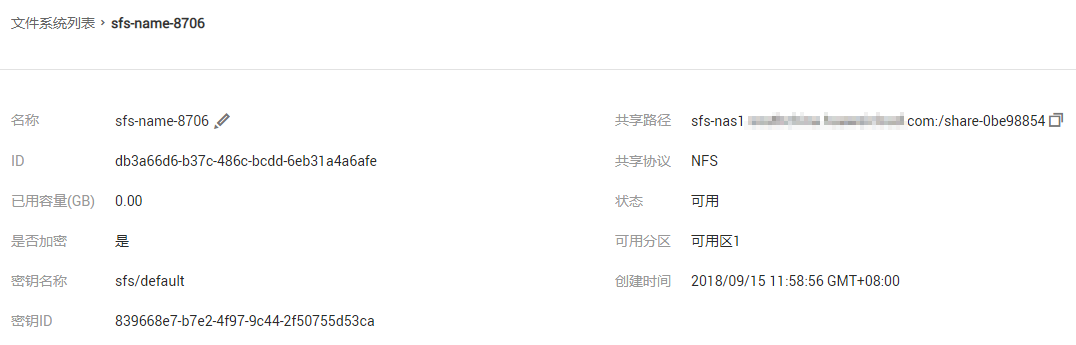 文件系统列表 › sfs-name-8706
名称 sfs-name-8706
共享路径 sfs-nas1 com:/share-0be98854
ID db3a66d6-b37c-486c-bcdd-6eb31a4a6afe
共享协议 NFS
已用容量(GB) 0.00
状态 可用
是否加密 是
可用分区 可用区1
密钥名称 sfs/default
创建时间 2018/09/15 11:58:56 GMT+08:00
密钥ID 839668e7-b7e2-4f97-9c44-2f50755d53ca